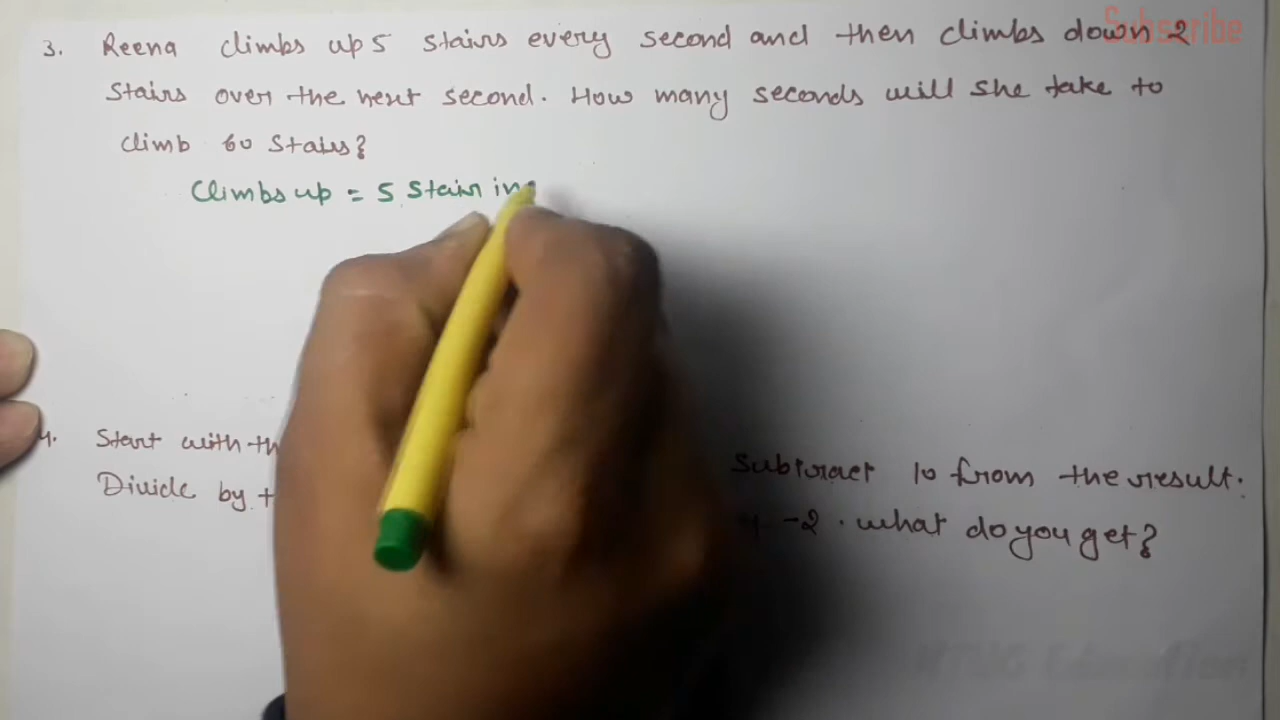 Subscribe
3. Reena climbs up 5 stairs every second and then climbs down 2
stairs over the next second. How many seconds will she take to
climb 60 stairs?
Climbs up = 5 stair in
4. Start with th
Subtract 10 from the result.
Divide by t
-2. what do you get?